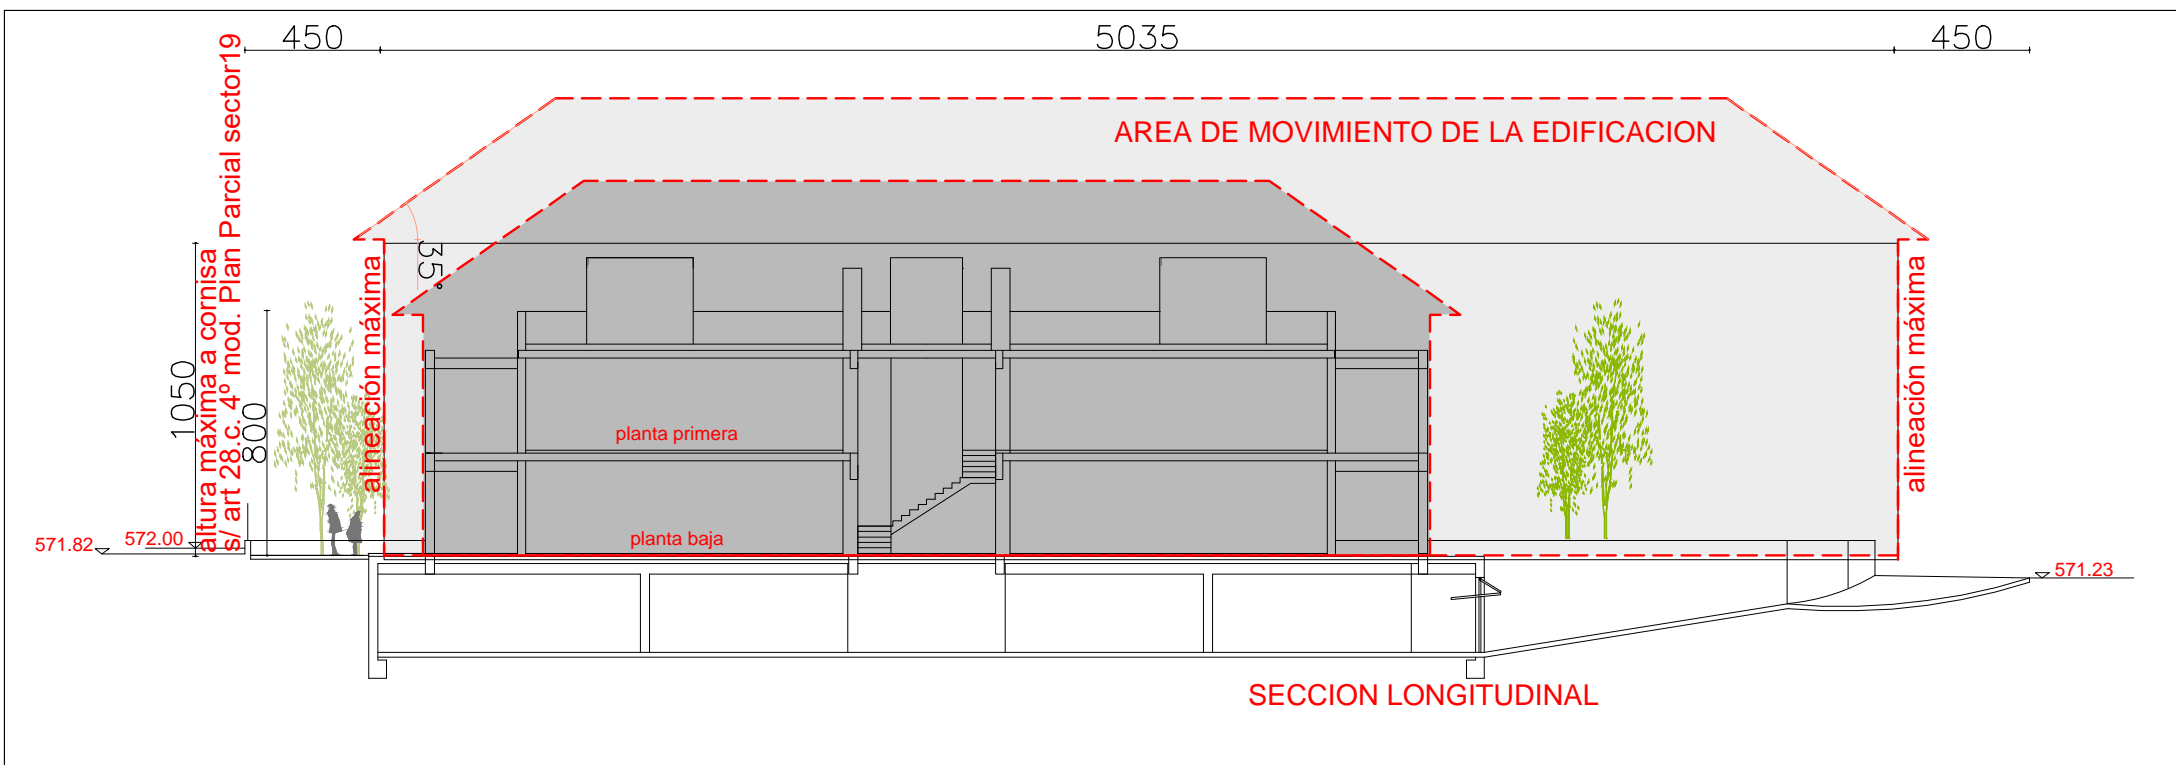 450
5035
450
AREA DE MOVIMIENTO DE LA EDIFICACION
altura máxima a cornisa
s/ art 28.c. 4º mod. Plan Parcial sector19
35°
alineación máxima
alineación máxima
1050
800
planta primera
planta baja
571.82
572.00
571.23
SECCION LONGITUDINAL